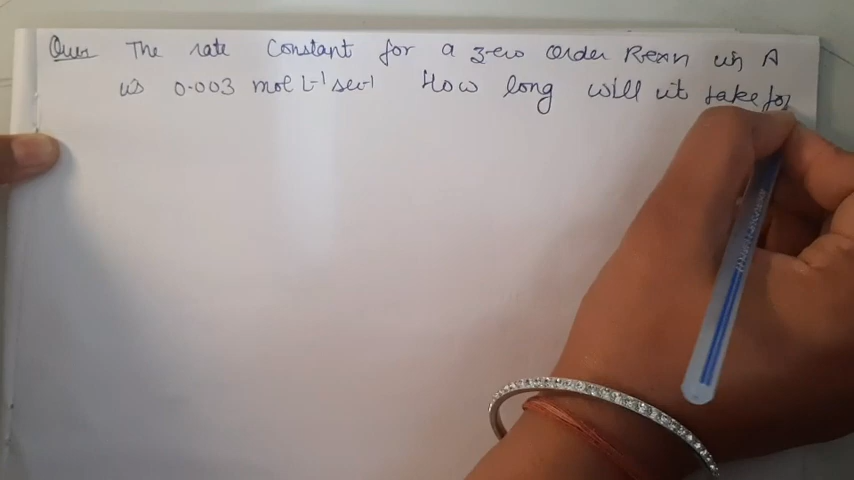 Ques The rate Constant for a zero Order Rexn in A
is 0.003 mol L⁻¹ sec⁻¹ How long will it take for